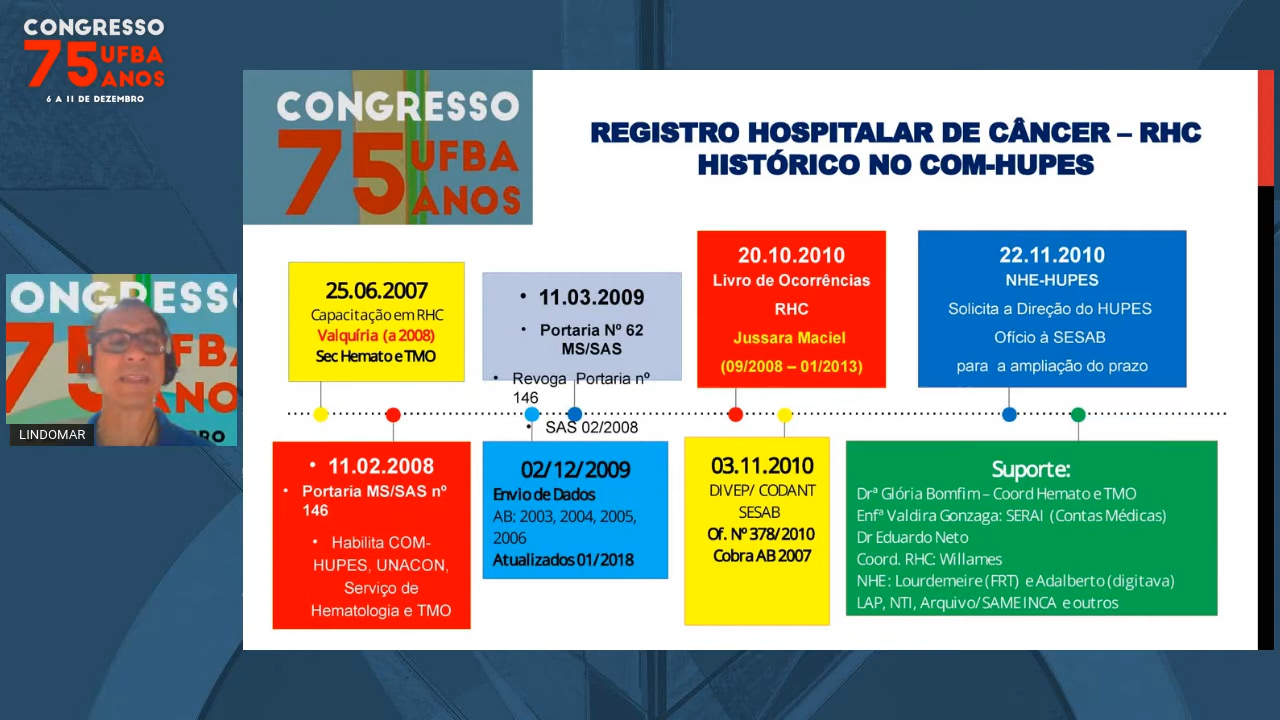 CONGRESSO
75 UFBA
ANOS
6 A 11 DE DEZEMBRO
CONGRESSO
75 UFBA
ANOS
REGISTRO HOSPITALAR DE CÂNCER – RHC
HISTÓRICO NO COM-HUPES
25.06.2007
Capacitação em RHC
Valquíria (a 2008)
Sec Hemato e TMO
• 11.03.2009
• Portaria Nº 62
MS/SAS
• Revoga Portaria nº
146
• SAS 02/2008
20.10.2010
Livro de Ocorrências
RHC
Jussara Maciel
(09/2008 – 01/2013)
22.11.2010
NHE-HUPES
Solicita a Direção do HUPES
Ofício à SESAB
para a ampliação do prazo
• 11.02.2008
• Portaria MS/SAS nº
146
• Habilita COM-
HUPES, UNACON,
Serviço de
Hematologia e TMO
02/12/2009
Envio de Dados
AB: 2003, 2004, 2005,
2006
Atualizados 01/2018
03.11.2010
DIVEP/ CODANT
SESAB
Of. Nº 378/2010
Cobra AB 2007
Suporte:
Drª Glória Bomfim – Coord Hemato e TMO
Enfª Valdira Gonzaga: SERAI (Contas Médicas)
Dr Eduardo Neto
Coord. RHC: Willames
NHE: Lourdemeire (FRT) e Adalberto (digitava)
LAP, NTI, Arquivo/SAME INCA e outros
ONGRESSO
75 FBA
NO
BRO
LINDOMAR